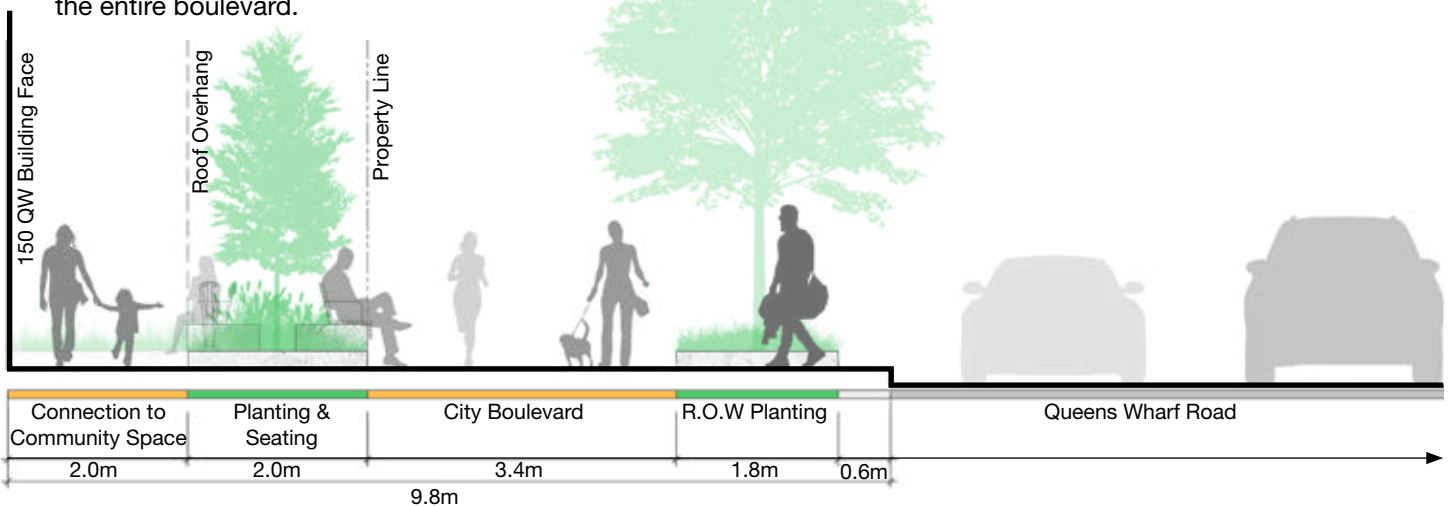 the entire boulevard.
150 QW Building Face
Roof Overhang
Property Line
Connection to
Community Space
Planting &
Seating
City Boulevard
R.O.W Planting
Queens Wharf Road
2.0m
2.0m
3.4m
1.8m
0.6m
9.8m